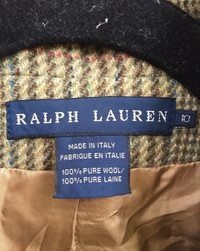 RALPH LAUREN
10
MADE IN ITALY
FABRIQUE EN ITALIE
100% PURE WOOL/
100% PURE LAINE